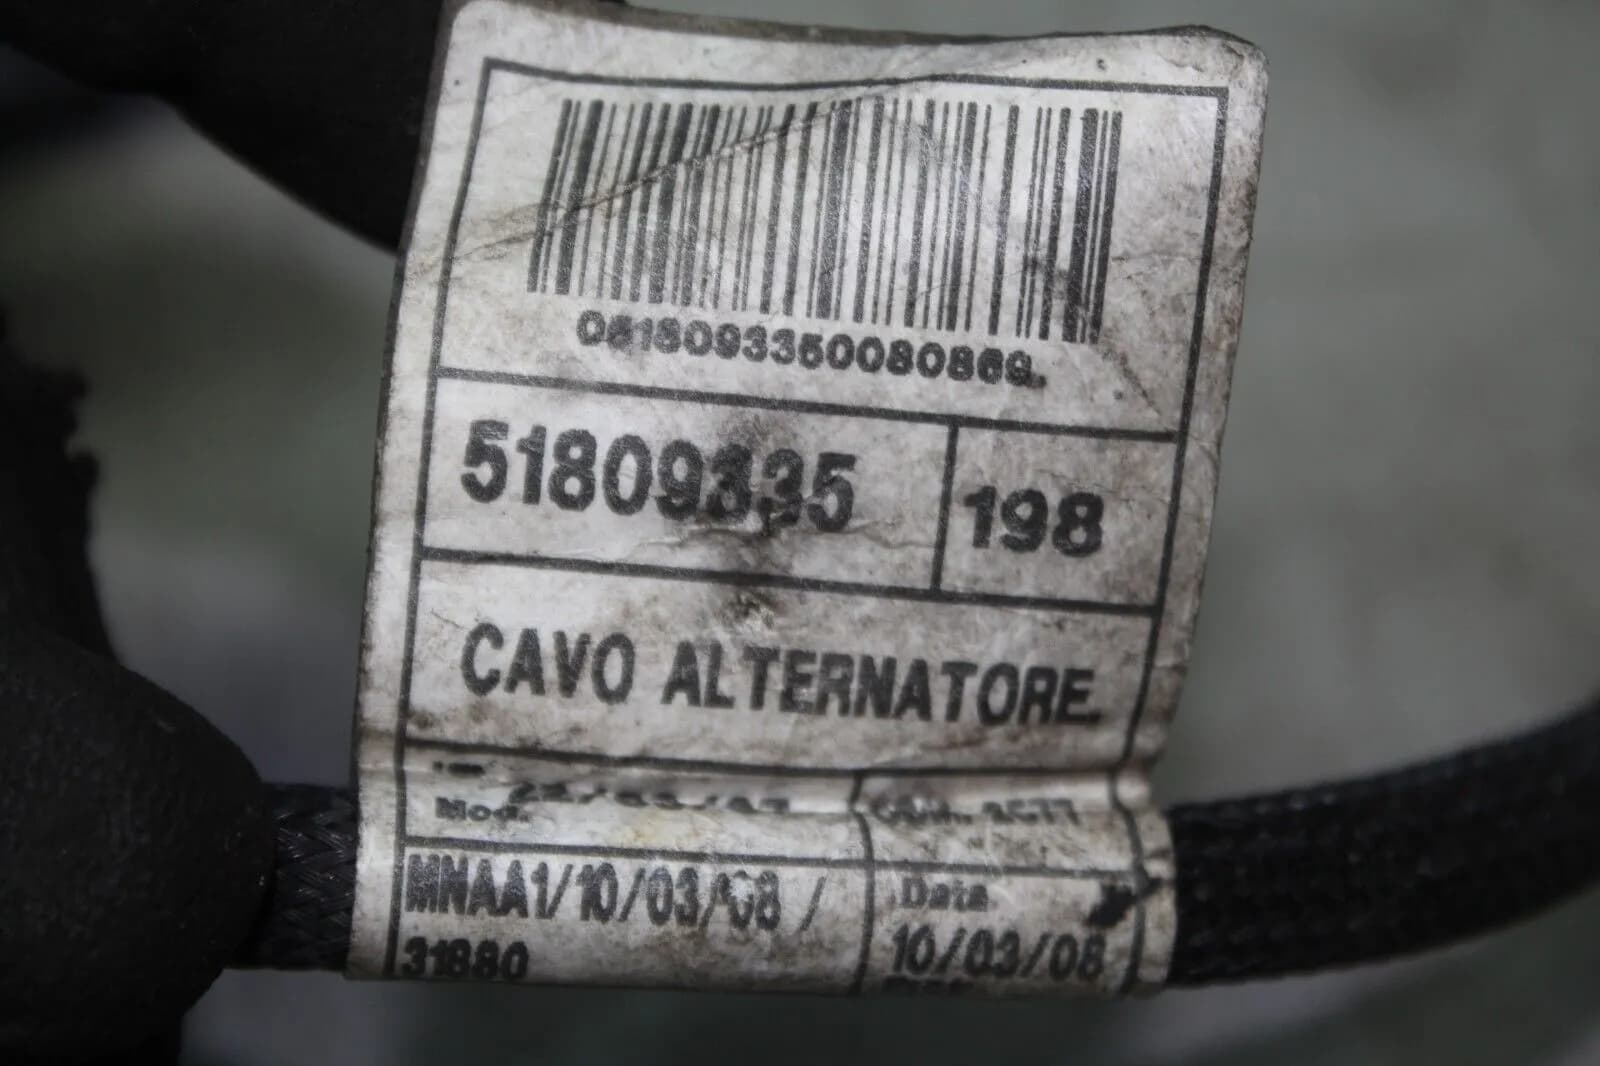 0518093350080869
51809335
198
CAVO ALTERNATORE
Mod.
MNAA1/10/03/08 /
31880
Data
10/03/08